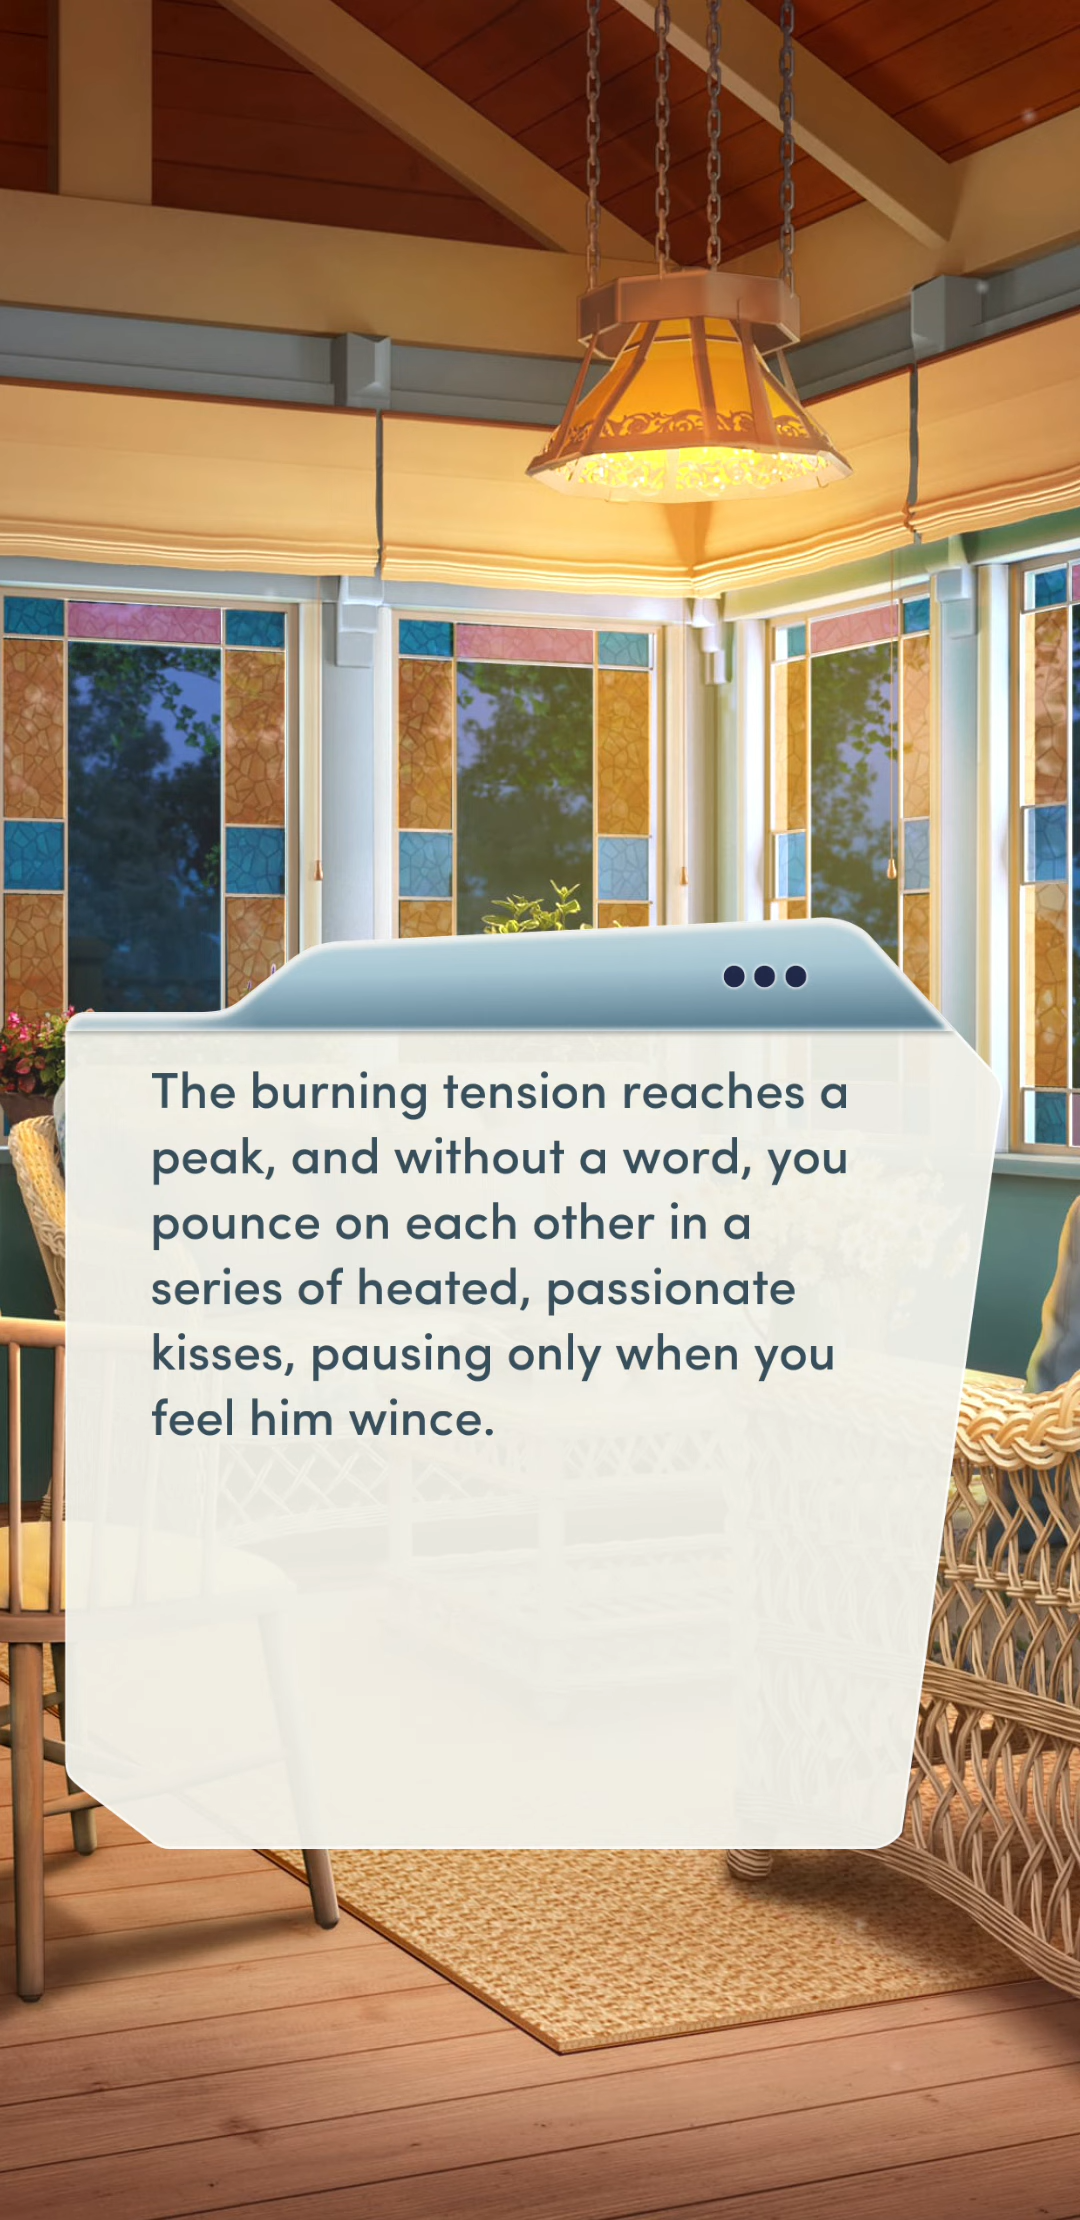 The burning tension reaches a
peak, and without a word, you
pounce on each other in a
series of heated, passionate
kisses, pausing only when you
feel him wince.